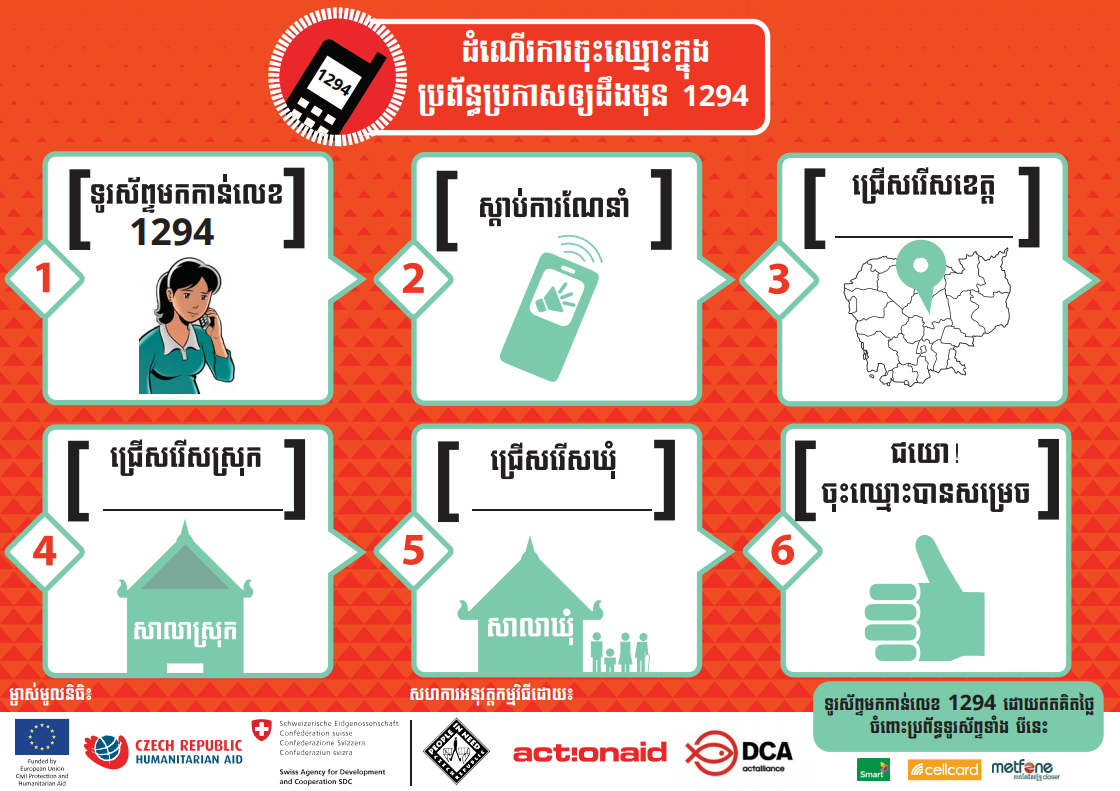 1294
ដំណើរការចុះឈ្មោះក្នុង
ប្រព័ន្ធប្រកាសឲ្យដឹងមុន 1294
[ ទូរស័ព្ទមកកាន់លេខ
1294 ]
1
[ ស្តាប់ការណែនាំ ]
2
[ ជ្រើសរើសខេត្ត ]
3
[ ជ្រើសរើសស្រុក ]
4
សាលាស្រុក
[ ជ្រើសរើសឃុំ ]
5
សាលាឃុំ
[ ជយោ!
ចុះឈ្មោះបានសម្រេច ]
6
ម្ចាស់មូលនិធិ៖
Funded by
European Union
Civil Protection and
Humanitarian Aid
CZECH REPUBLIC
HUMANITARIAN AID
Schweizerische Eidgenossenschaft
Confédération suisse
Confederazione Svizzera
Confederaziun svizra
Swiss Agency for Development
and Cooperation SDC
សហការអនុវត្តកម្មវិធីដោយ៖
PEOPLE IN NEED
act!onaid
DCA
actalliance
ទូរស័ព្ទមកកាន់លេខ 1294 ដោយឥតគិតថ្លៃ
ចំពោះប្រព័ន្ធទូរស័ព្ទទាំង បីនេះ
Smart
cellcard
metfone